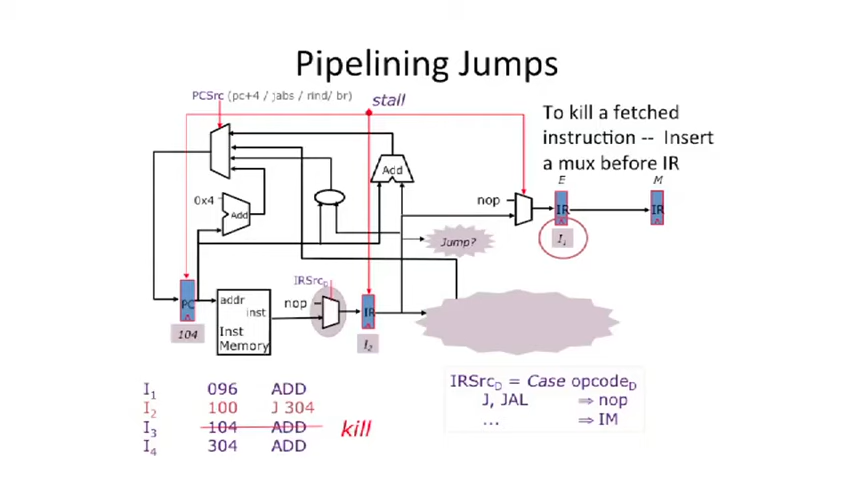 Pipelining Jumps
PCSrc (pc+4 / jabs / rind/ br)
stall
To kill a fetched
instruction -- Insert
a mux before IR
E
M
Add
0x4
Add
nop
IR
IR
Jump?
I₁
IRSrcD
PC
addr
inst
nop
IR
Inst
Memory
104
I₂
I₁ 096 ADD
I₂ 100 J 304
I₃ 104 ADD kill
I₄ 304 ADD
IRSrcD = Case opcodeD
J, JAL ⇒ nop
... ⇒ IM